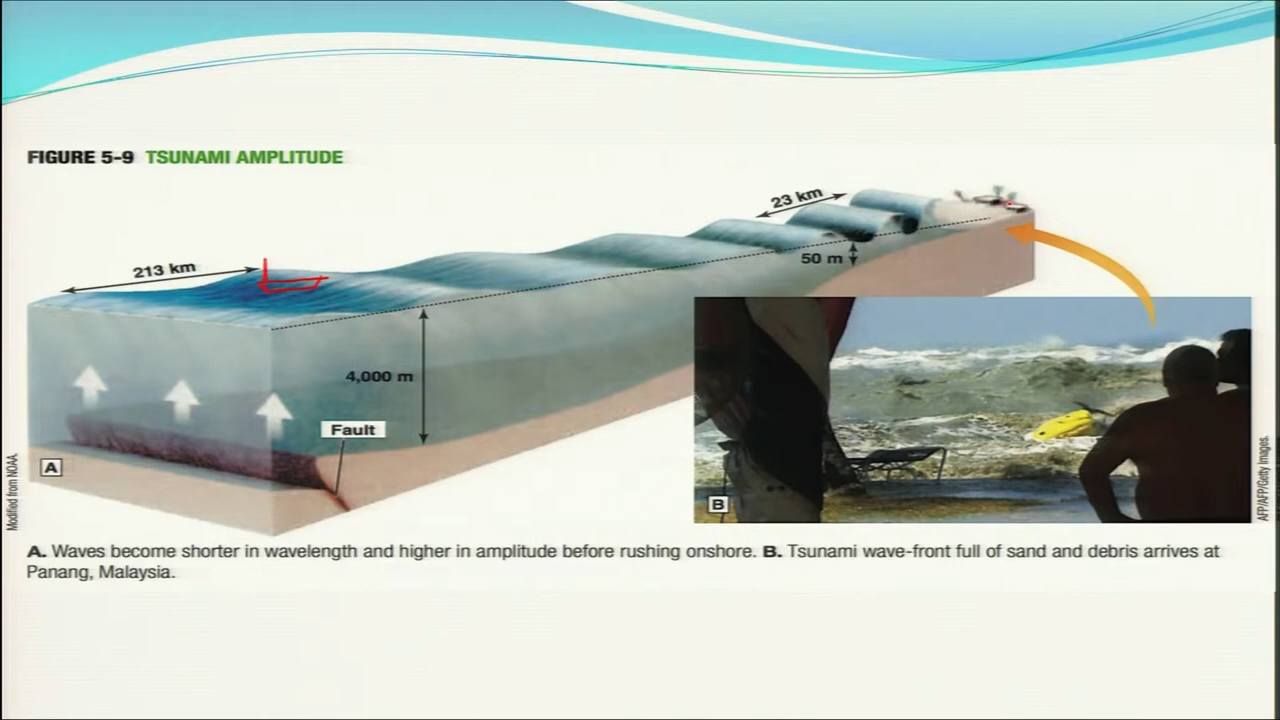 FIGURE 5-9 TSUNAMI AMPLITUDE
213 km
23 km
50 m
4,000 m
Fault
A
B
Modified from NOAA.
AFP/AFP/Getty Images.
A. Waves become shorter in wavelength and higher in amplitude before rushing onshore. B. Tsunami wave-front full of sand and debris arrives at
Panang, Malaysia.